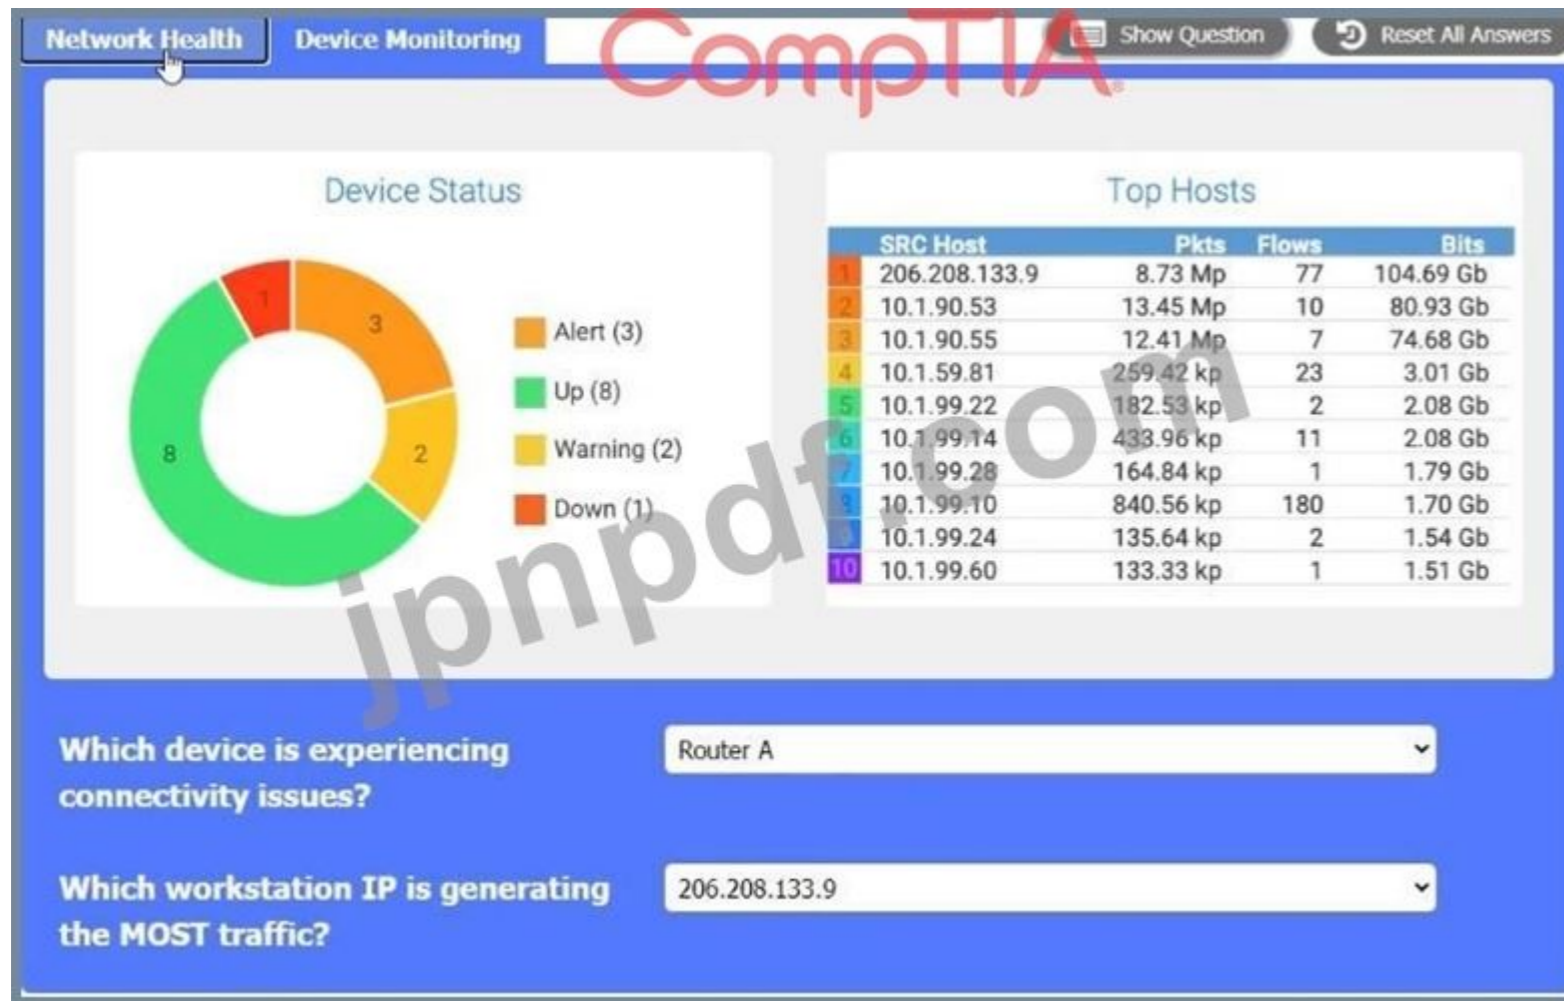 Network Health
Device Monitoring
CompTIA
®
Show Question
Reset All Answers
Device Status
1
3
8
2
Alert (3)
Up (8)
Warning (2)
Down (1)
Top Hosts
SRC Host Pkts Flows Bits
1 206.208.133.9 8.73 Mp 77 104.69 Gb
2 10.1.90.53 13.45 Mp 10 80.93 Gb
3 10.1.90.55 12.41 Mp 7 74.68 Gb
4 10.1.59.81 259.42 kp 23 3.01 Gb
5 10.1.99.22 182.53 kp 2 2.08 Gb
6 10.1.99.14 433.96 kp 11 2.08 Gb
7 10.1.99.28 164.84 kp 1 1.79 Gb
8 10.1.99.10 840.56 kp 180 1.70 Gb
9 10.1.99.24 135.64 kp 2 1.54 Gb
10 10.1.99.60 133.33 kp 1 1.51 Gb
jpnpdf.com
Which device is experiencing
connectivity issues?
Router A
Which workstation IP is generating
the MOST traffic?
206.208.133.9